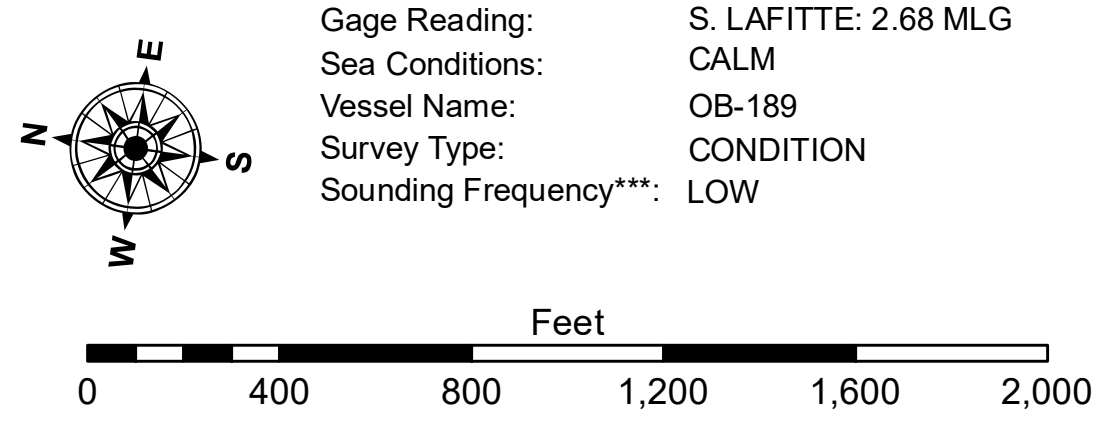 E
N
S
W
Gage Reading: S. LAFITTE: 2.68 MLG
Sea Conditions: CALM
Vessel Name: OB-189
Survey Type: CONDITION
Sounding Frequency***: LOW
Feet
0 400 800 1,200 1,600 2,000